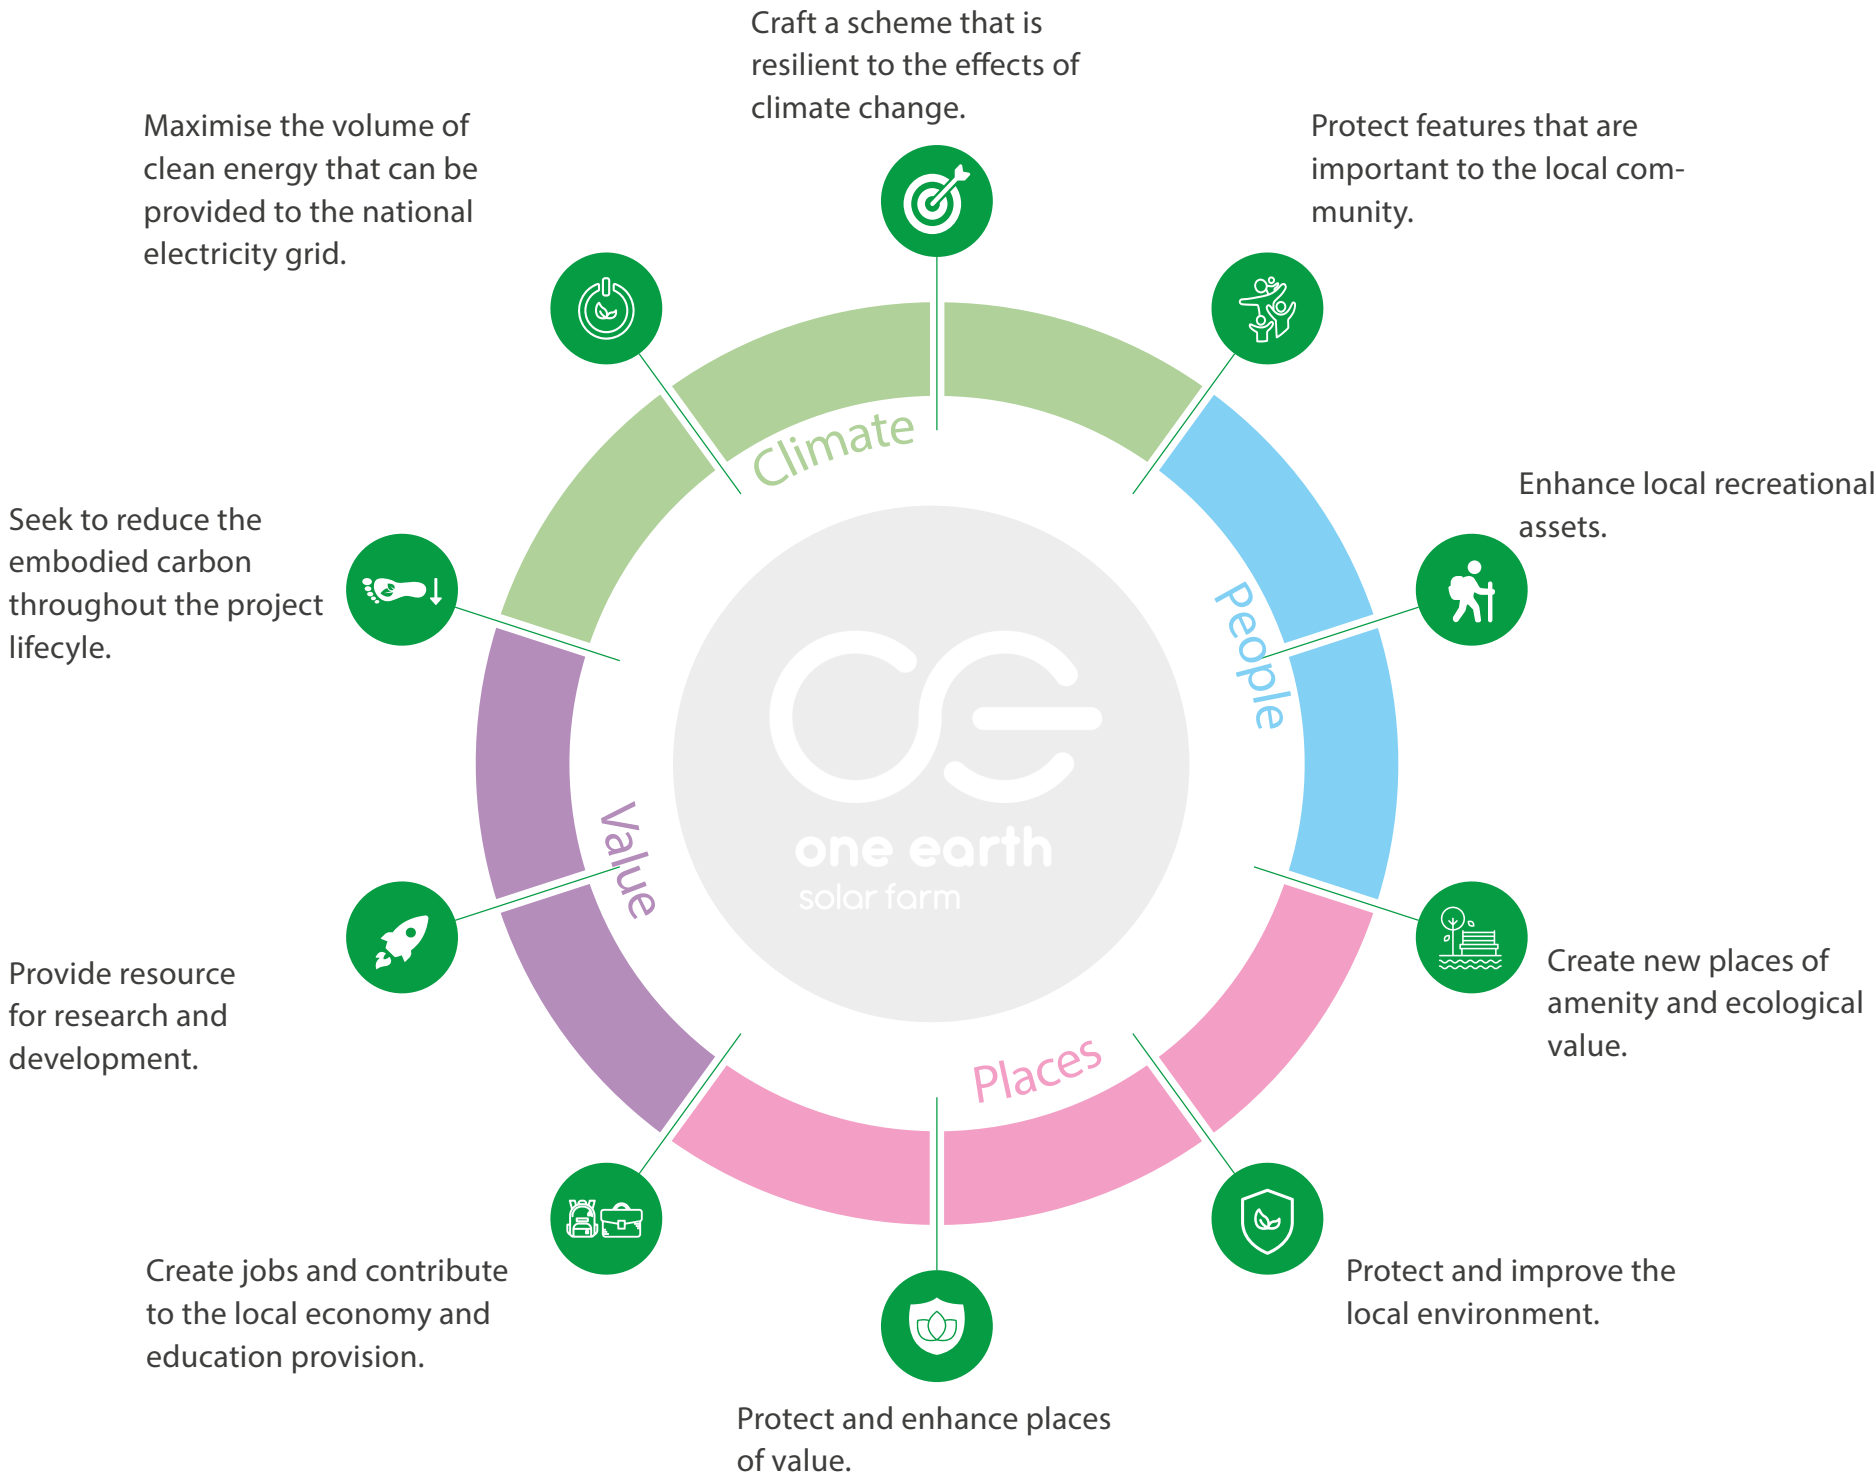 Craft a scheme that is
resilient to the effects of
climate change.
Maximise the volume of
clean energy that can be
provided to the national
electricity grid.
Protect features that are
important to the local com-
munity.
Climate
Enhance local recreational
assets.
Seek to reduce the
embodied carbon
throughout the project
lifecyle.
People
one earth
solar farm
Value
Provide resource
for research and
development.
Create new places of
amenity and ecological
value.
Places
Create jobs and contribute
to the local economy and
education provision.
Protect and improve the
local environment.
Protect and enhance places
of value.